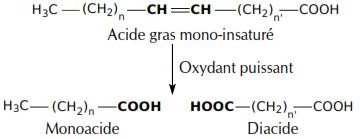 H₃C—(CH₂)ₙ—CH=CH—(CH₂)ₙ'—COOH
Acide gras mono-insaturé
Oxydant puissant
H₃C—(CH₂)ₙ—COOH HOOC—(CH₂)ₙ'—COOH
Monoacide Diacide